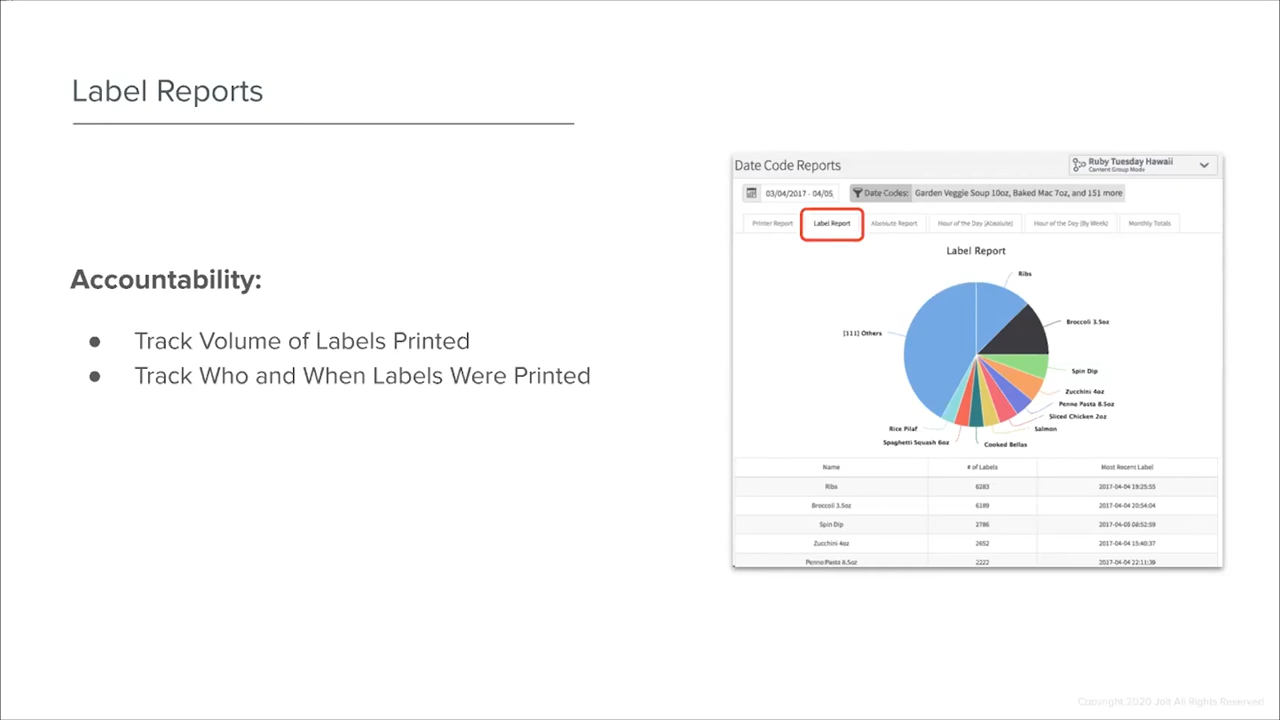 Label Reports
Accountability:
● Track Volume of Labels Printed
● Track Who and When Labels Were Printed
Date Code Reports
Ruby Tuesday Hawaii
Content Group Mode
03/04/2017 - 04/05,
Date Codes: Garden Veggie Soup 10oz, Baked Mac 7oz, and 151 more
Printer Report Label Report Absolute Report Hour of the Day (Absolute) Hour of the Day (By Week) Monthly Totals
Label Report
Ribs
Broccoli 3.5oz
[111] Others
Spin Dip
Zucchini 4oz
Penne Pasta 8.5oz
Sliced Chicken 2oz
Rice Pilaf
Salmon
Spaghetti Squash 6oz
Cooked Bellas
Name # of Labels Most Recent Label
Ribs 6283 2017-04-04 19:25:55
Broccoli 3.5oz 6189 2017-04-04 20:54:04
Spin Dip 2786 2017-04-05 08:52:59
Zucchini 4oz 2652 2017-04-04 15:40:37
Penne Pasta 8.5oz 2222 2017-04-04 22:11:39
Copyright 2020 Jolt All Rights Reserved